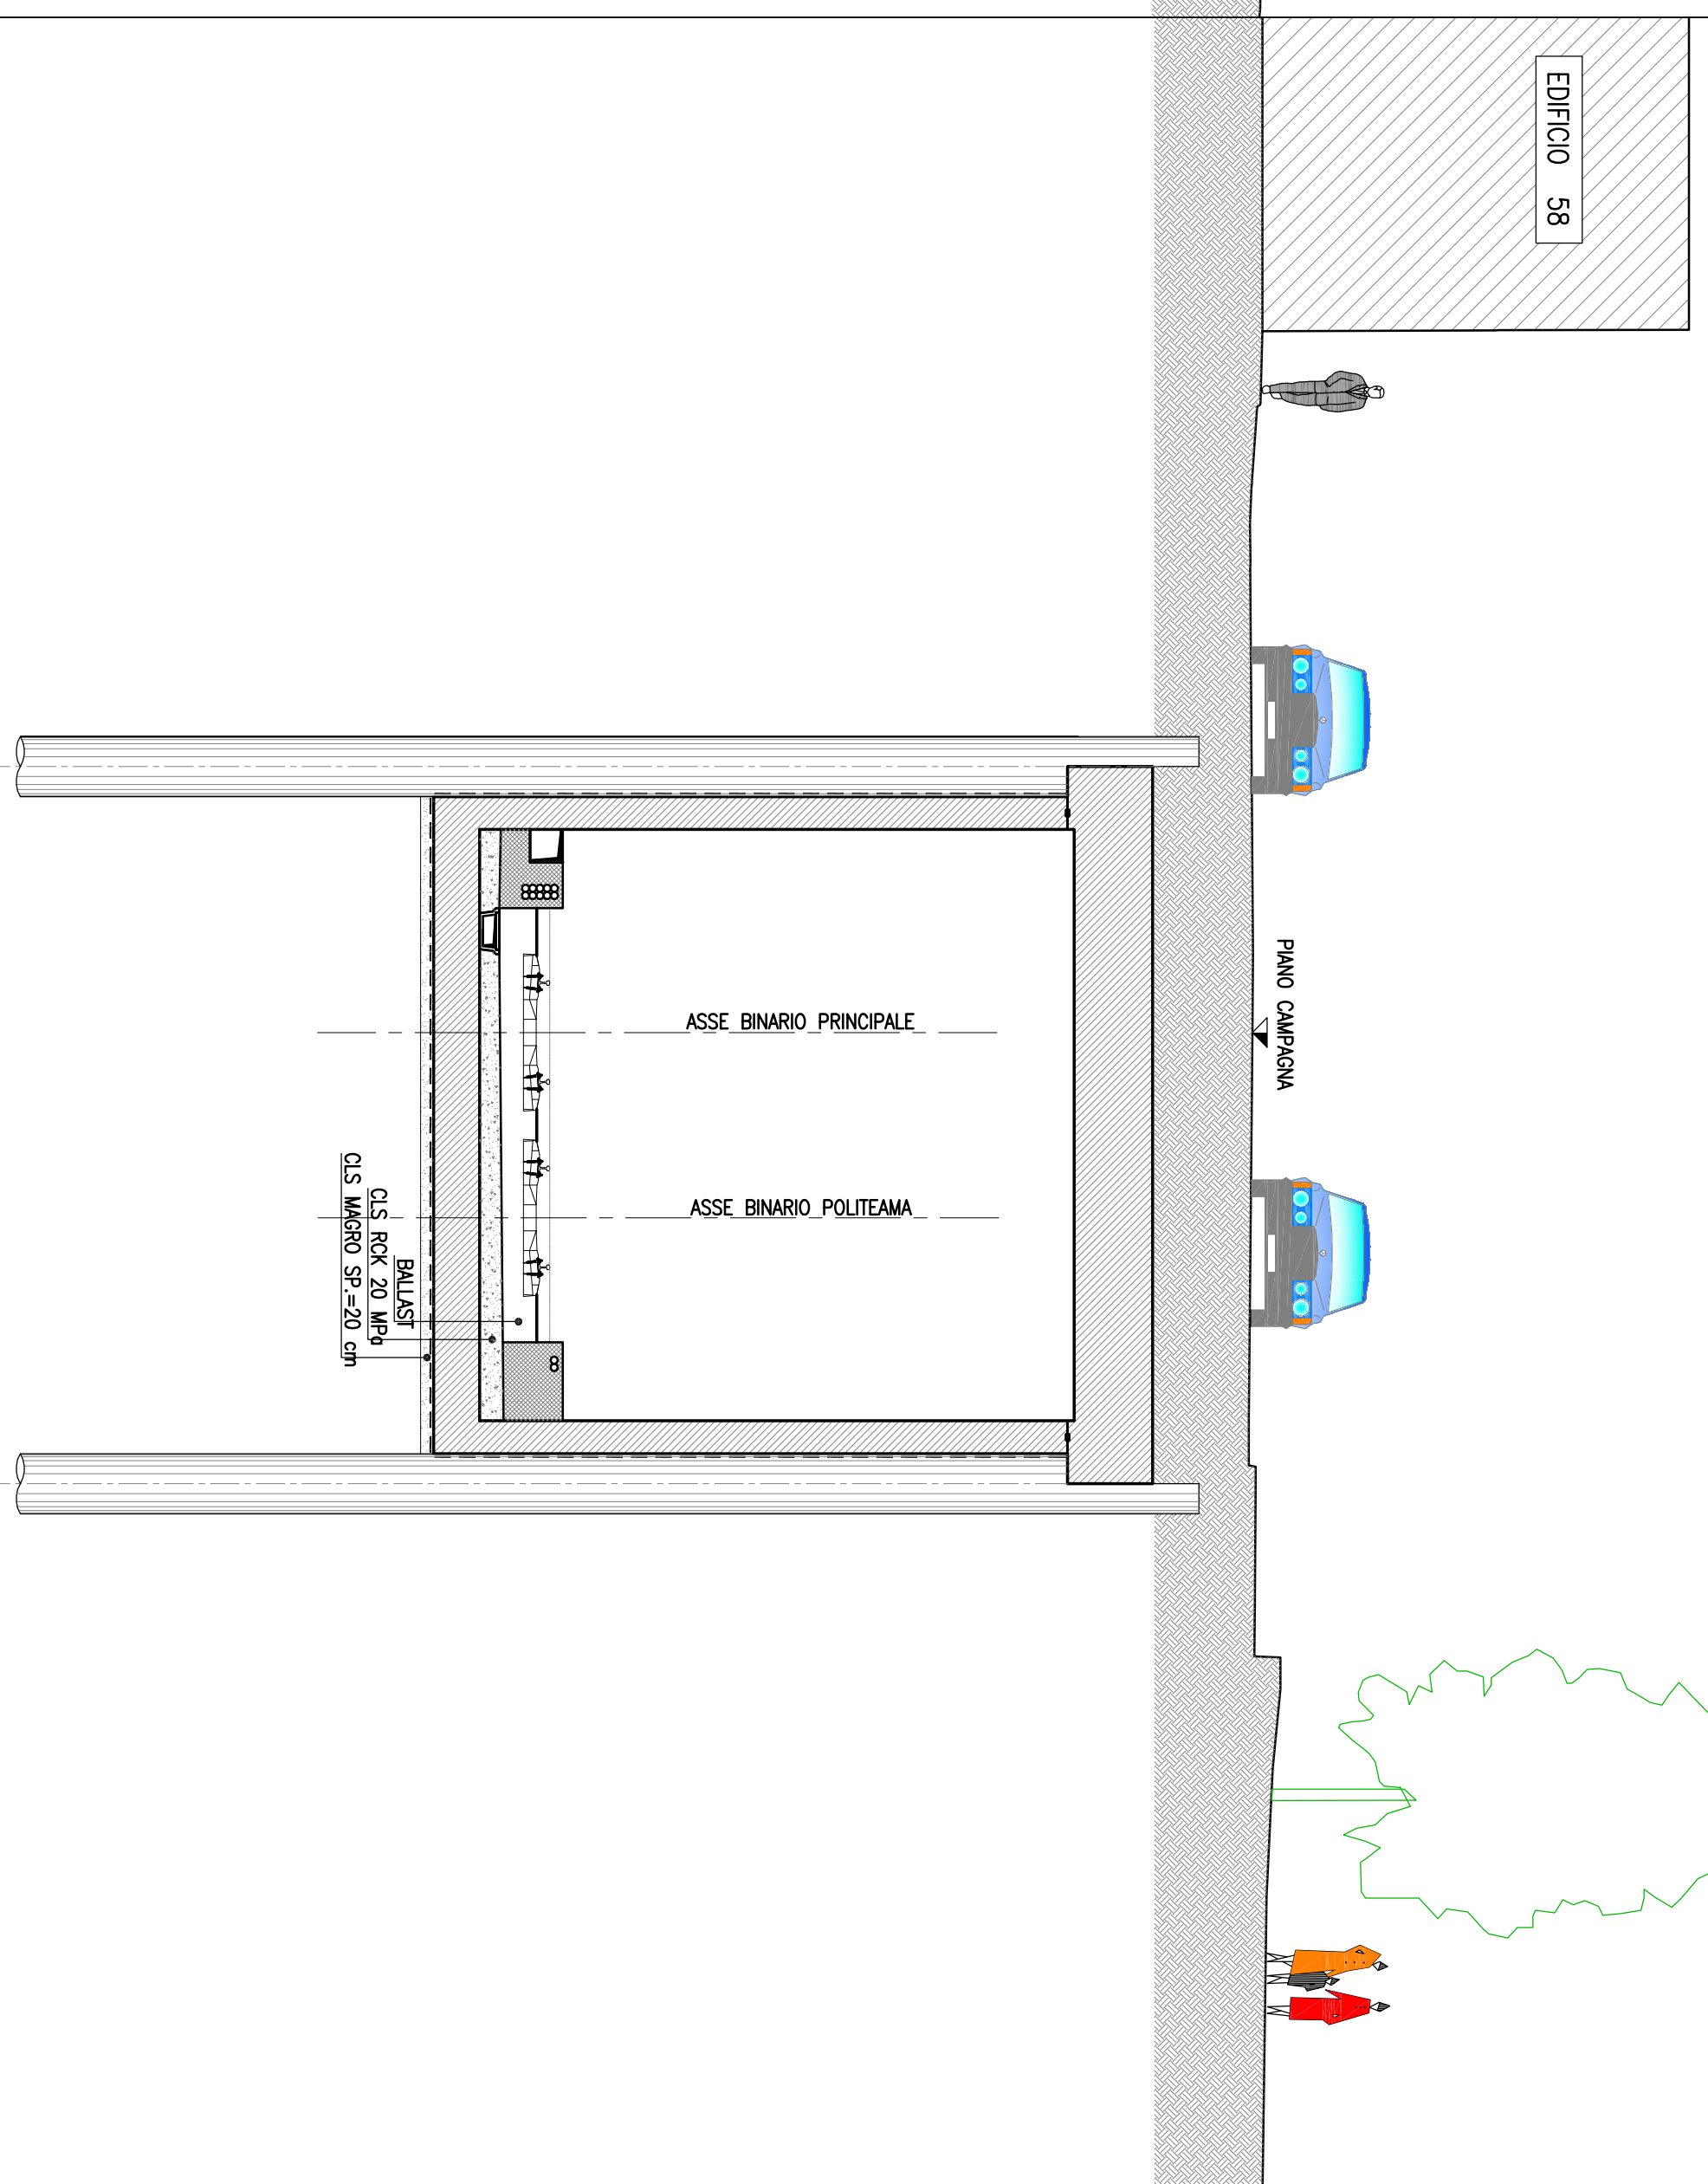 EDIFICIO 58
PIANO CAMPAGNA
ASSE BINARIO PRINCIPALE
ASSE BINARIO POLITEAMA
BALLAST
CLS RCK 20 MPa
CLS MAGRO SP.=20 cm